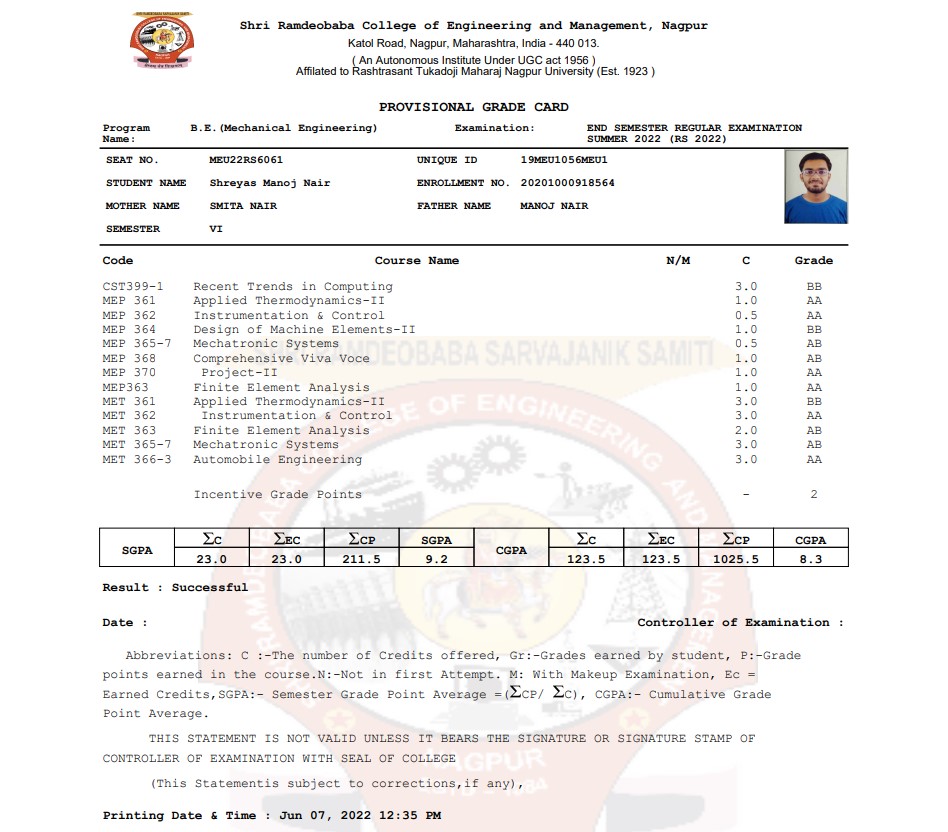 Shri Ramdeobaba College of Engineering and Management, Nagpur
Katol Road, Nagpur, Maharashtra, India - 440 013.
( An Autonomous Institute Under UGC act 1956 )
Affilated to Rashtrasant Tukadoji Maharaj Nagpur University (Est. 1923 )
PROVISIONAL GRADE CARD
Program Name: B.E.(Mechanical Engineering) Examination: END SEMESTER REGULAR EXAMINATION
SUMMER 2022 (RS 2022)
SEAT NO. MEU22RS6061 UNIQUE ID 19MEU1056MEU1
STUDENT NAME Shreyas Manoj Nair ENROLLMENT NO. 20201000918564
MOTHER NAME SMITA NAIR FATHER NAME MANOJ NAIR
SEMESTER VI
Code Course Name N/M C Grade
CST399-1 Recent Trends in Computing 3.0 BB
MEP 361 Applied Thermodynamics-II 1.0 AA
MEP 362 Instrumentation & Control 0.5 AA
MEP 364 Design of Machine Elements-II 1.0 BB
MEP 365-7 Mechatronic Systems 0.5 AB
MEP 368 Comprehensive Viva Voce 1.0 AB
MEP 370 Project-II 1.0 AA
MEP363 Finite Element Analysis 1.0 AA
MET 361 Applied Thermodynamics-II 3.0 BB
MET 362 Instrumentation & Control 3.0 AA
MET 363 Finite Element Analysis 2.0 AB
MET 365-7 Mechatronic Systems 3.0 AB
MET 366-3 Automobile Engineering 3.0 AA
Incentive Grade Points - 2
SGPA ΣC ΣEC ΣCP SGPA CGPA ΣC ΣEC ΣCP CGPA
23.0 23.0 211.5 9.2 123.5 123.5 1025.5 8.3
Result : Successful
Date : Controller of Examination :
Abbreviations: C :-The number of Credits offered, Gr:-Grades earned by student, P:-Grade
points earned in the course.N:-Not in first Attempt. M: With Makeup Examination, Ec =
Earned Credits,SGPA:- Semester Grade Point Average =(ΣCP/ ΣC), CGPA:- Cumulative Grade
Point Average.
THIS STATEMENT IS NOT VALID UNLESS IT BEARS THE SIGNATURE OR SIGNATURE STAMP OF
CONTROLLER OF EXAMINATION WITH SEAL OF COLLEGE
(This Statementis subject to corrections,if any),
Printing Date & Time : Jun 07, 2022 12:35 PM